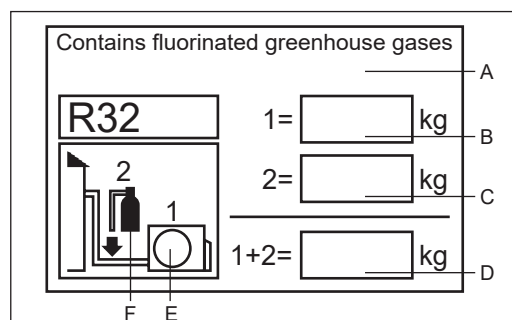 Contains fluorinated greenhouse gases
A
R32
1= kg
B
2= kg
C
2
1
1+2= kg
D
F E